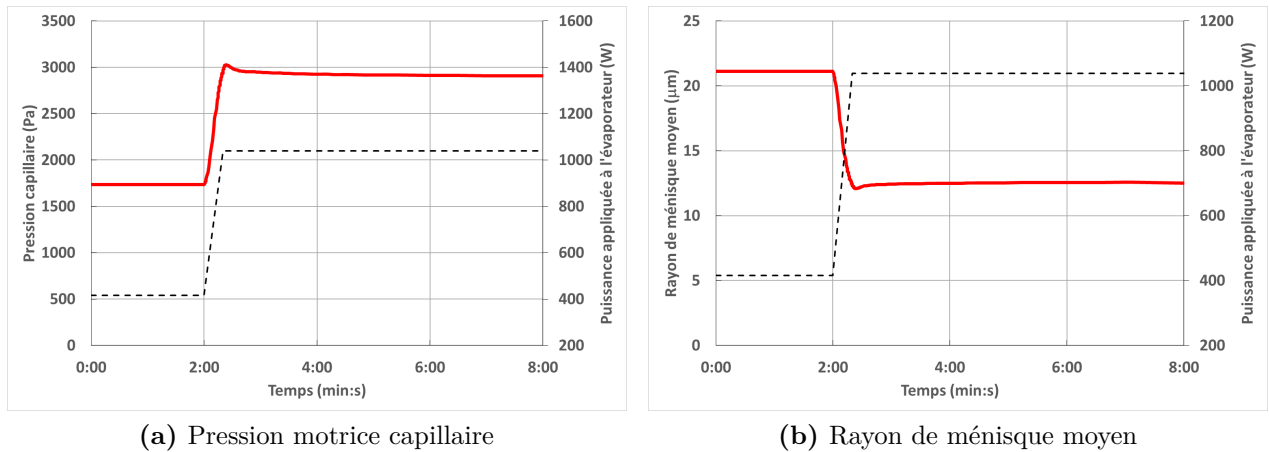 3500
3000
2500
2000
1500
1000
500
0
Pression capillaire (Pa)
1600
1400
1200
1000
800
600
400
200
Puissance appliquée à l'évaporateur (W)
0:00 2:00 4:00 6:00 8:00
Temps (min:s)
(a) Pression motrice capillaire
25
20
15
10
5
0
Rayon de ménisque moyen (µm)
1200
1000
800
600
400
200
Puissance appliquée à l'évaporateur (W)
0:00 2:00 4:00 6:00 8:00
Temps (min:s)
(b) Rayon de ménisque moyen